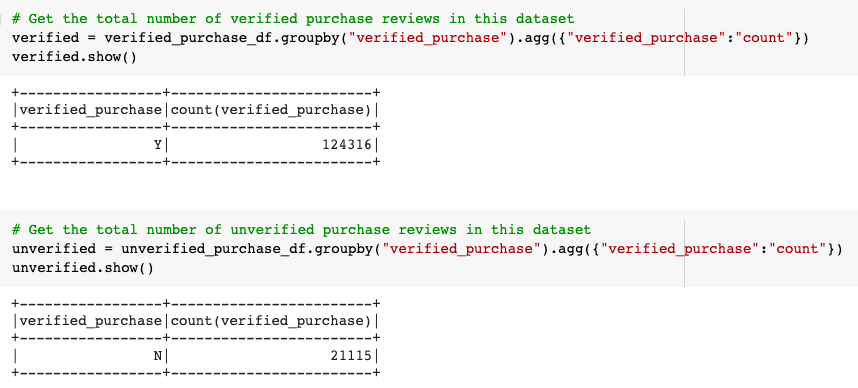 # Get the total number of verified purchase reviews in this dataset
verified = verified_purchase_df.groupby("verified_purchase").agg({"verified_purchase":"count"})
verified.show()
+-----------------+------------------------+
|verified_purchase|count(verified_purchase)|
+-----------------+------------------------+
|                Y|                  124316|
+-----------------+------------------------+
# Get the total number of unverified purchase reviews in this dataset
unverified = unverified_purchase_df.groupby("verified_purchase").agg({"verified_purchase":"count"})
unverified.show()
+-----------------+------------------------+
|verified_purchase|count(verified_purchase)|
+-----------------+------------------------+
|                N|                   21115|
+-----------------+------------------------+